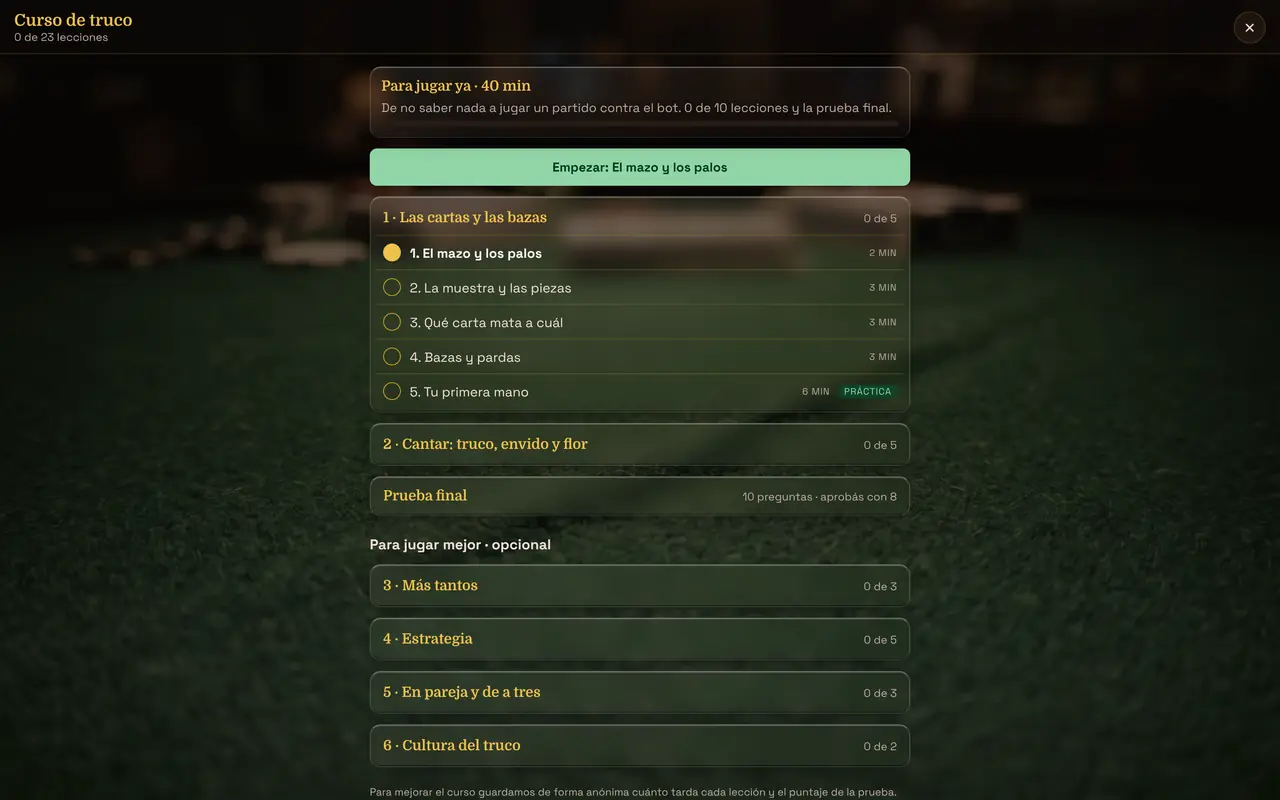 Curso de truco
0 de 23 lecciones
Para jugar ya · 40 min
De no saber nada a jugar un partido contra el bot. 0 de 10 lecciones y la prueba final.
Empezar: El mazo y los palos
1 · Las cartas y las bazas 0 de 5
1. El mazo y los palos 2 MIN
2. La muestra y las piezas 3 MIN
3. Qué carta mata a cuál 3 MIN
4. Bazas y pardas 3 MIN
5. Tu primera mano 6 MIN PRÁCTICA
2 · Cantar: truco, envido y flor 0 de 5
Prueba final 10 preguntas · aprobás con 8
Para jugar mejor · opcional
3 · Más tantos 0 de 3
4 · Estrategia 0 de 5
5 · En pareja y de a tres 0 de 3
6 · Cultura del truco 0 de 2
Para mejorar el curso guardamos de forma anónima cuánto tarda cada lección y el puntaje de la prueba.